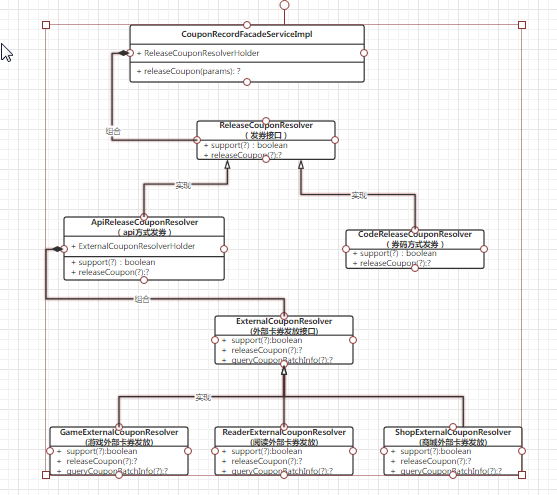 CouponRecordFacadeServiceImpl
+ ReleaseCouponResolverHolder
+ releaseCoupon(params): ?
组合
ReleaseCouponResolver
（发券接口）
+ support(?)：boolean
+ releaseCoupon(?):?
实现
实现
ApiReleaseCouponResolver
（api方式发券）
+ ExternalCouponResolverHolder
+ support(?)：boolean
+ releaseCoupon(?):?
CodeReleaseCouponResolver
（券码方式发券）
+ support(?)：boolean
+ releaseCoupon(?):?
组合
ExternalCouponResolver
(外部卡券发放接口)
+ support(?):boolean
+ releaseCoupon(?):?
+ queryCouponBatchInfo(?):?
实现
GameExternalCouponResolver
(游戏外部卡券发放)
+ support(?):boolean
+ releaseCoupon(?):?
+ queryCouponBatchInfo(?):?
ReaderExternalCouponResolver
(阅读外部卡券发放)
+ support(?):boolean
+ releaseCoupon(?):?
+ queryCouponBatchInfo(?):?
ShopExternalCouponResolver
(商城外部卡券发放)
+ support(?):boolean
+ releaseCoupon(?):?
+ queryCouponBatchInfo(?):?